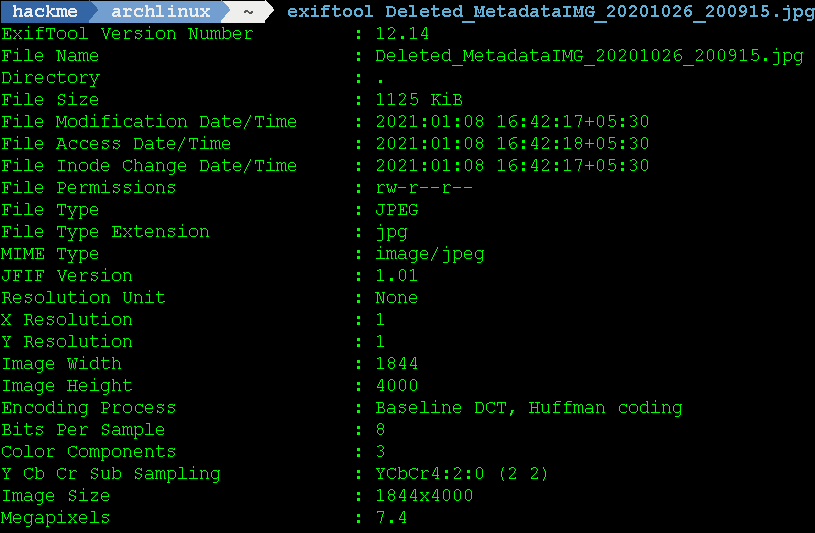 hackme archlinux ~ exiftool Deleted_MetadataIMG_20201026_200915.jpg
ExifTool Version Number : 12.14
File Name : Deleted_MetadataIMG_20201026_200915.jpg
Directory : .
File Size : 1125 KiB
File Modification Date/Time : 2021:01:08 16:42:17+05:30
File Access Date/Time : 2021:01:08 16:42:18+05:30
File Inode Change Date/Time : 2021:01:08 16:42:17+05:30
File Permissions : rw-r--r--
File Type : JPEG
File Type Extension : jpg
MIME Type : image/jpeg
JFIF Version : 1.01
Resolution Unit : None
X Resolution : 1
Y Resolution : 1
Image Width : 1844
Image Height : 4000
Encoding Process : Baseline DCT, Huffman coding
Bits Per Sample : 8
Color Components : 3
Y Cb Cr Sub Sampling : YCbCr4:2:0 (2 2)
Image Size : 1844x4000
Megapixels : 7.4